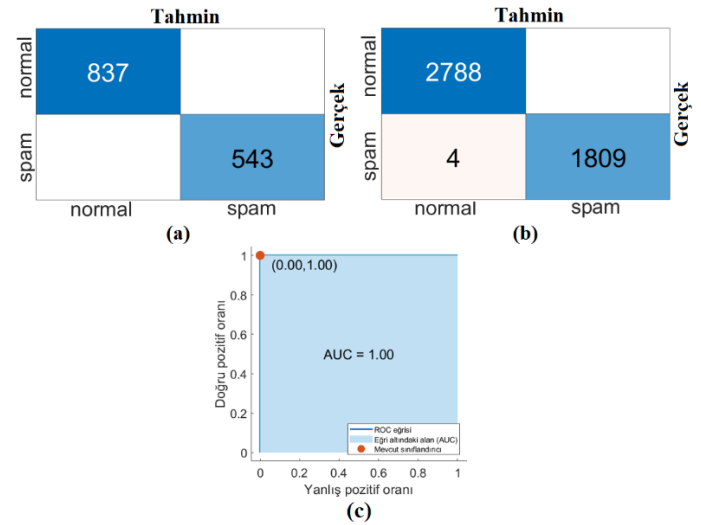 Tahmin
normal
837
spam
543
normal
spam
Gerçek
(a)
Tahmin
normal
2788
spam
4
1809
normal
spam
Gerçek
(b)
1
0.8
0.6
0.4
0.2
0
Doğru pozitif oranı
(0.00,1.00)
AUC = 1.00
ROC eğrisi
Eğri altındaki alan (AUC)
Mevcut sınıflandırıcı
0
0.2
0.4
0.6
0.8
1
Yanlış pozitif oranı
(c)